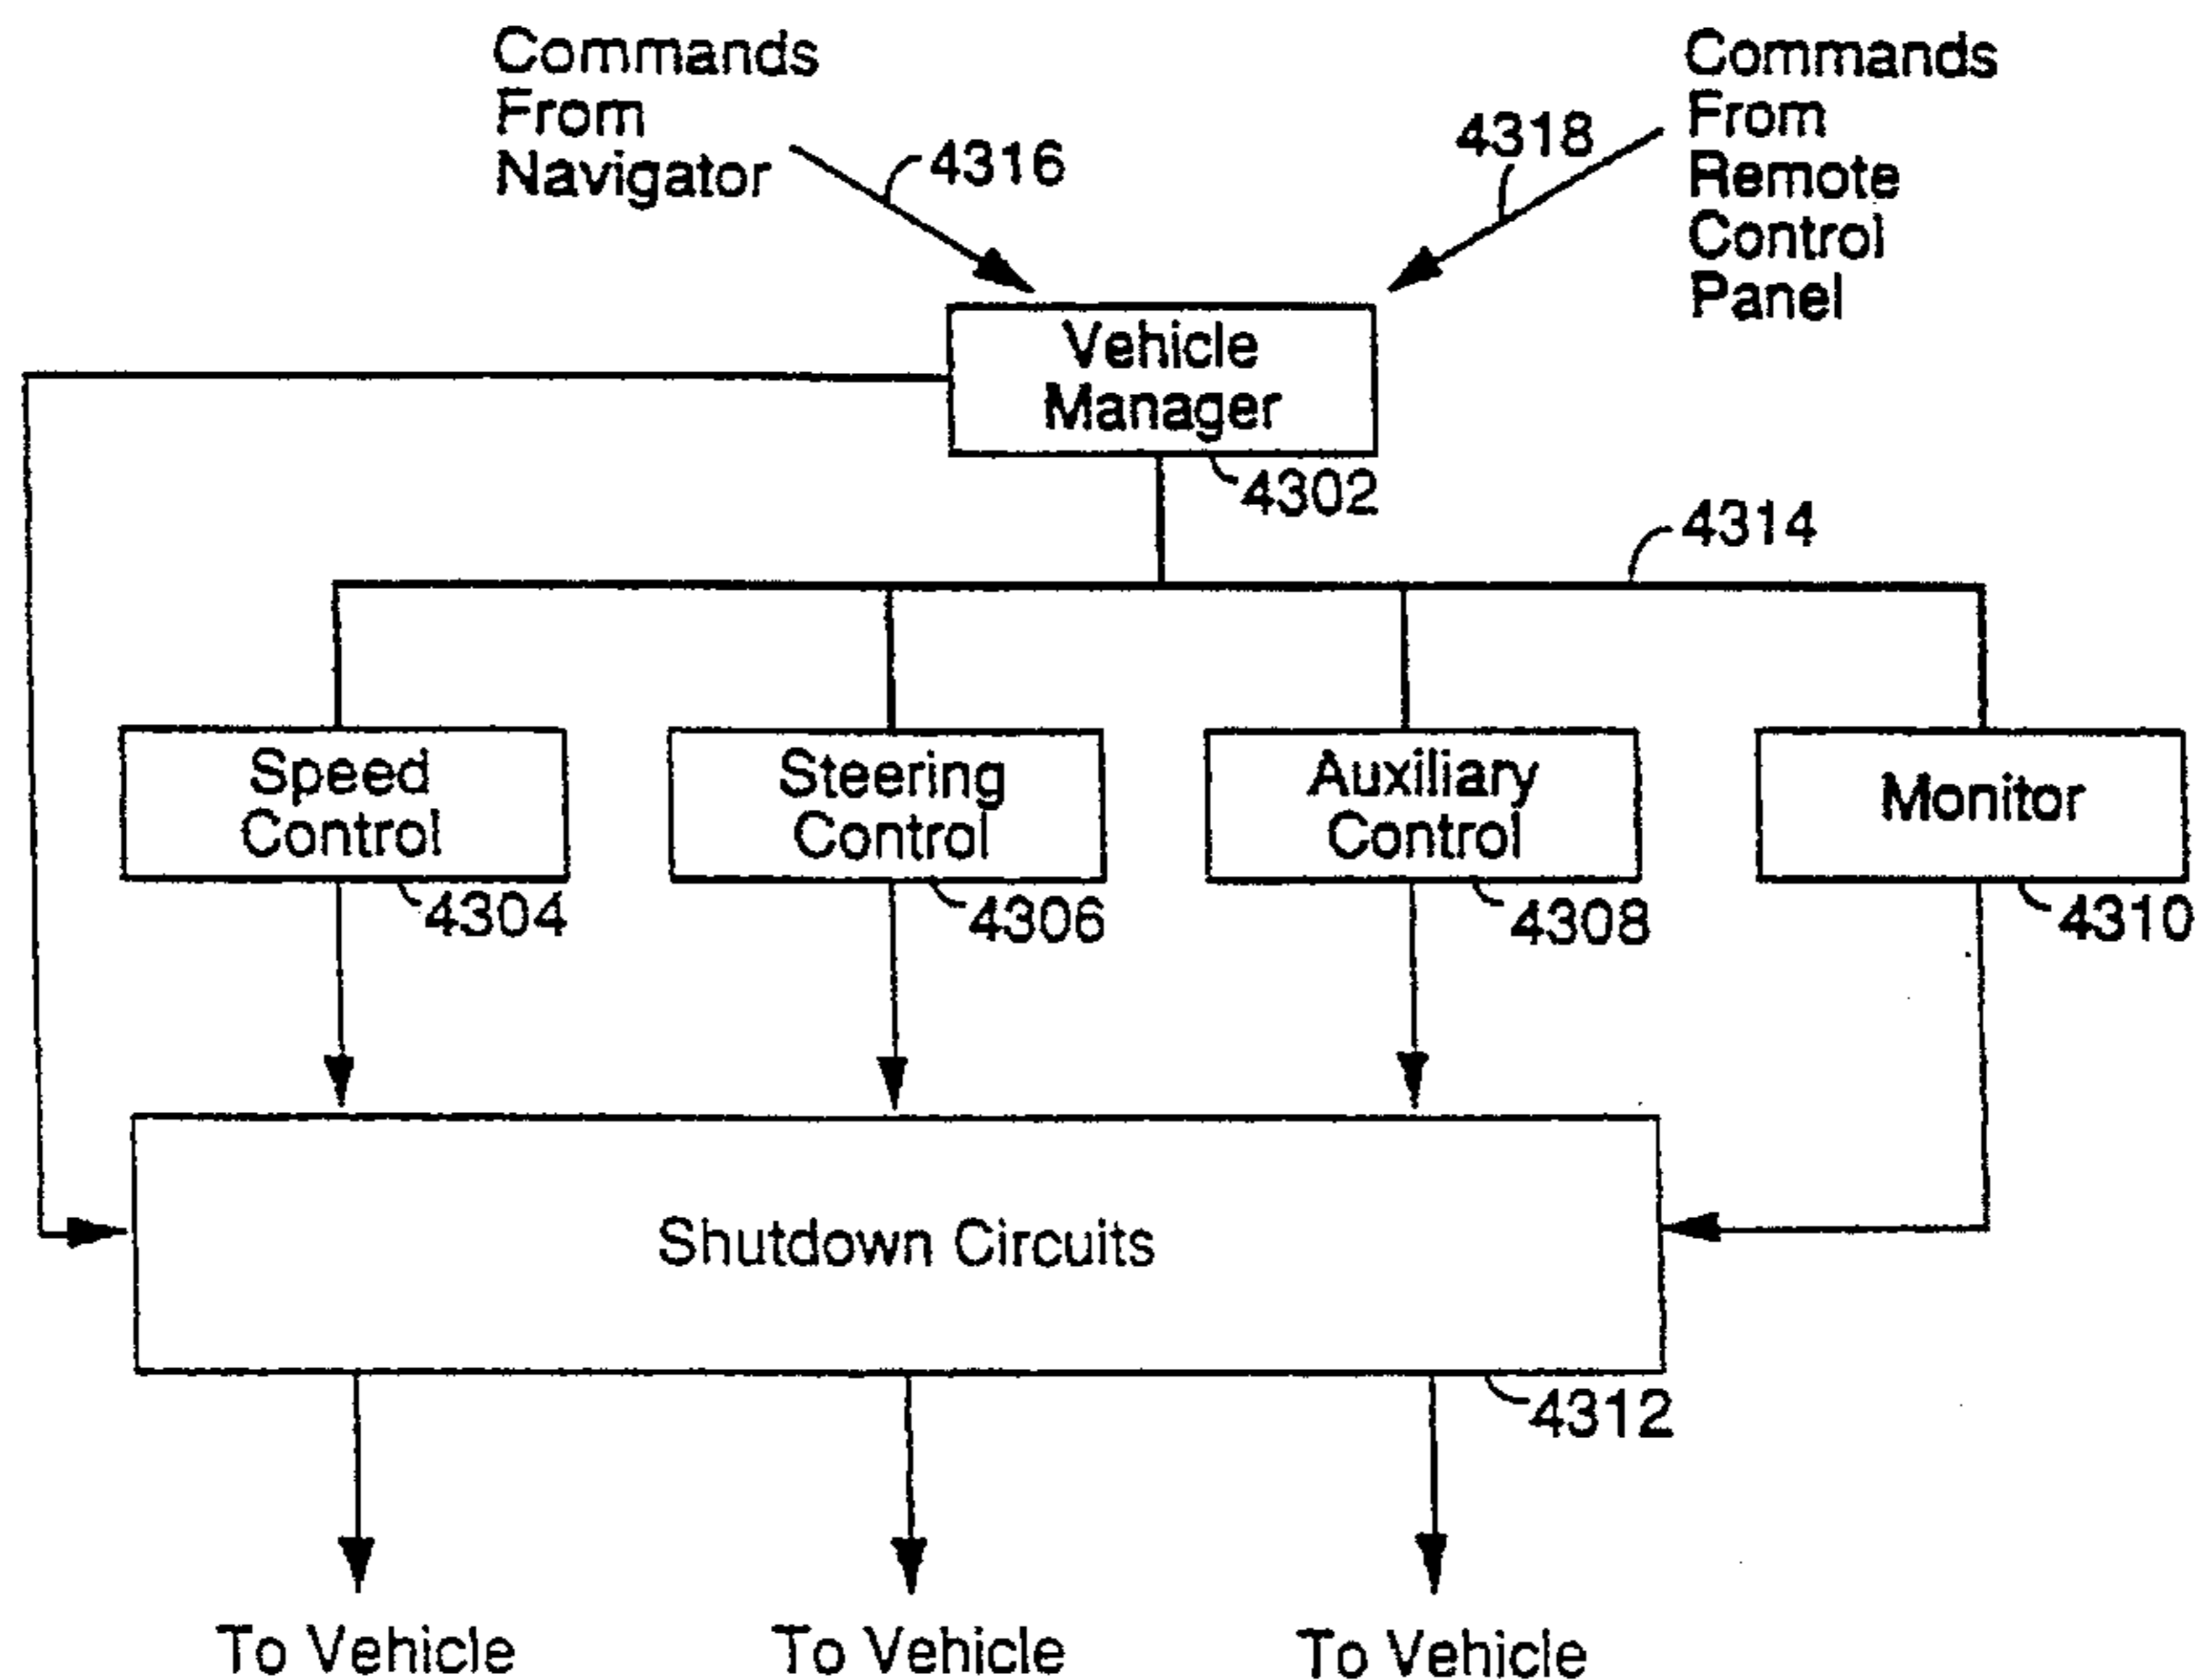 Commands
From
Navigator
4316
4318
Commands
From
Remote
Control
Panel
Vehicle
Manager
4302
4314
Speed
Control
4304
Steering
Control
4306
Auxiliary
Control
4308
Monitor
4310
Shutdown Circuits
4312
To Vehicle
To Vehicle
To Vehicle